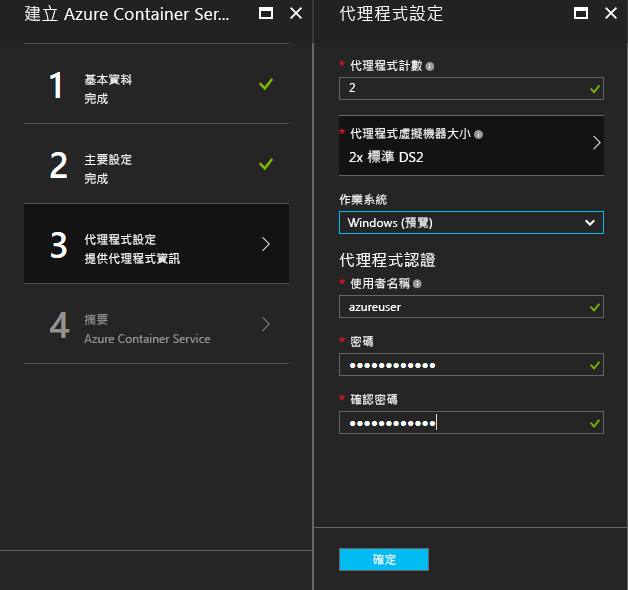 建立 Azure Container Ser...
1
基本資料
完成
2
主要設定
完成
3
代理程式設定
提供代理程式資訊
4
摘要
Azure Container Service
代理程式設定
* 代理程式計數
2
* 代理程式虛擬機器大小
2x 標準 DS2
作業系統
Windows (預覽)
代理程式認證
* 使用者名稱
azureuser
* 密碼
●●●●●●●●●●●●
* 確認密碼
●●●●●●●●●●●●
確定